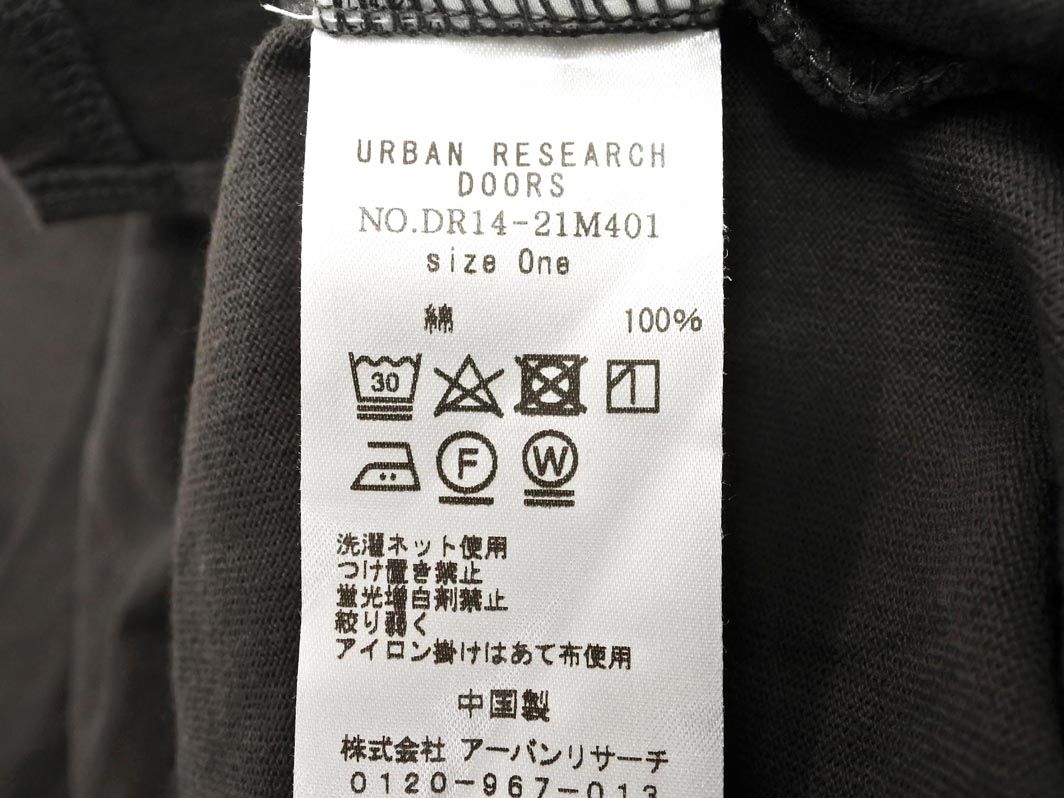 URBAN RESEARCH
DOORS
NO.DR14-21M401
size One
綿 100%
30
F W
洗濯ネット使用
つけ置き禁止
蛍光増白剤禁止
絞り弱く
アイロン掛けはあて布使用
中国製
株式会社 アーバンリサーチ
0120-967-013